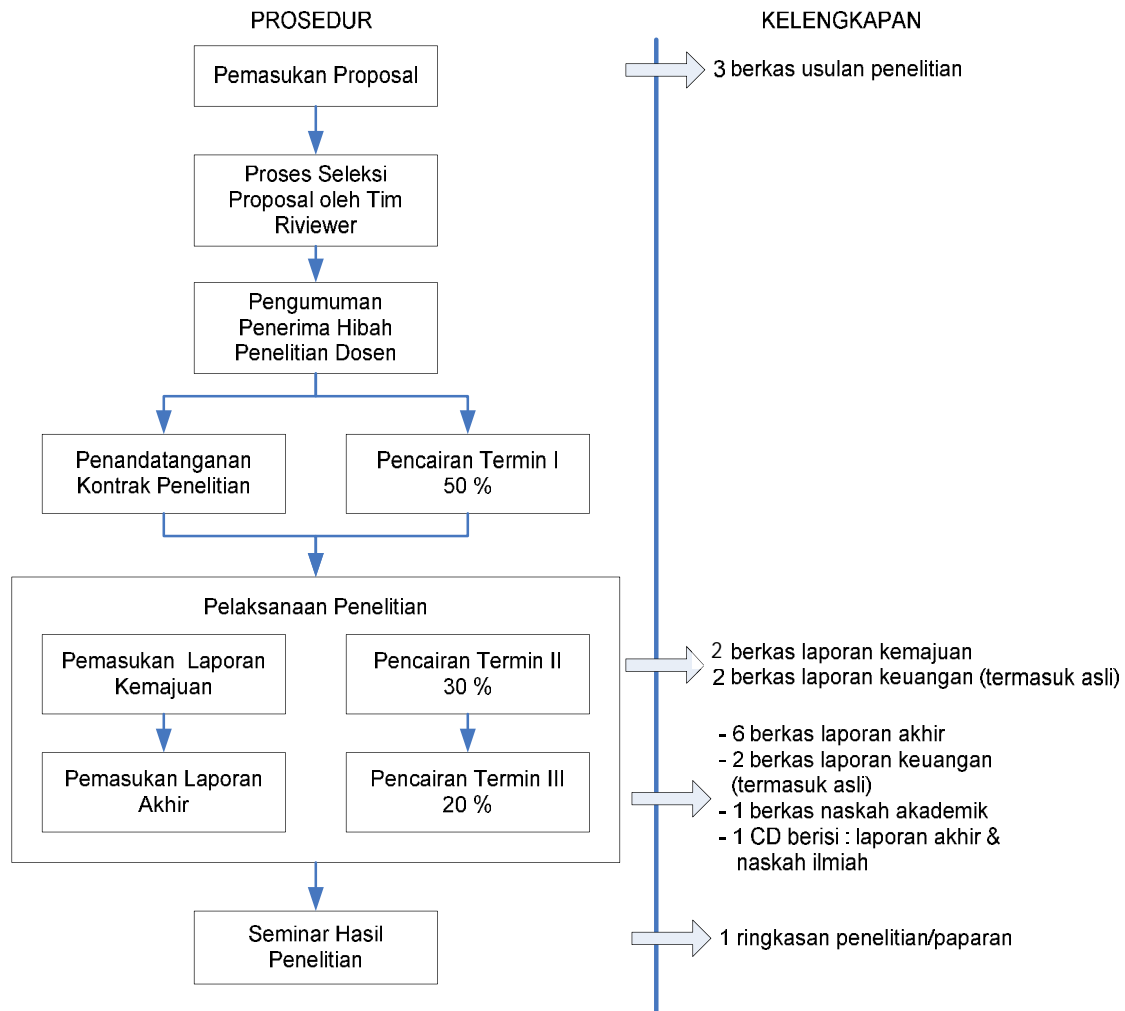 PROSEDUR
KELENGKAPAN
Pemasukan Proposal
3 berkas usulan penelitian
Proses Seleksi
Proposal oleh Tim
Riviewer
Pengumuman
Penerima Hibah
Penelitian Dosen
Penandatanganan
Kontrak Penelitian
Pencairan Termin I
50 %
Pelaksanaan Penelitian
Pemasukan Laporan
Kemajuan
Pencairan Termin II
30 %
2 berkas laporan kemajuan
2 berkas laporan keuangan (termasuk asli)
Pemasukan Laporan
Akhir
Pencairan Termin III
20 %
- 6 berkas laporan akhir
- 2 berkas laporan keuangan
(termasuk asli)
- 1 berkas naskah akademik
- 1 CD berisi : laporan akhir &
naskah ilmiah
Seminar Hasil
Penelitian
1 ringkasan penelitian/paparan